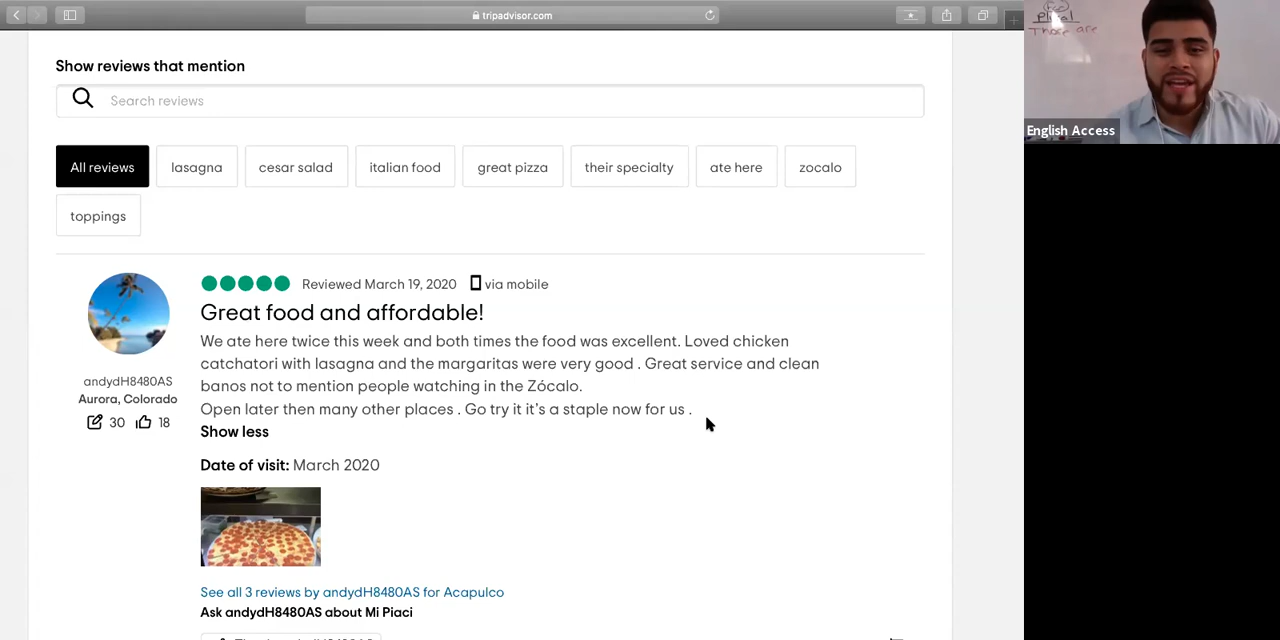 tripadvisor.com
Show reviews that mention
Search reviews
All reviews
lasagna
cesar salad
italian food
great pizza
their specialty
ate here
zocalo
toppings
Reviewed March 19, 2020 via mobile
Great food and affordable!
We ate here twice this week and both times the food was excellent. Loved chicken
catchatori with lasagna and the margaritas were very good . Great service and clean
banos not to mention people watching in the Zócalo.
Open later then many other places . Go try it it's a staple now for us .
Show less
andydH8480AS
Aurora, Colorado
30 18
Date of visit: March 2020
See all 3 reviews by andydH8480AS for Acapulco
Ask andydH8480AS about Mi Piaci
plural
Those are
English Access